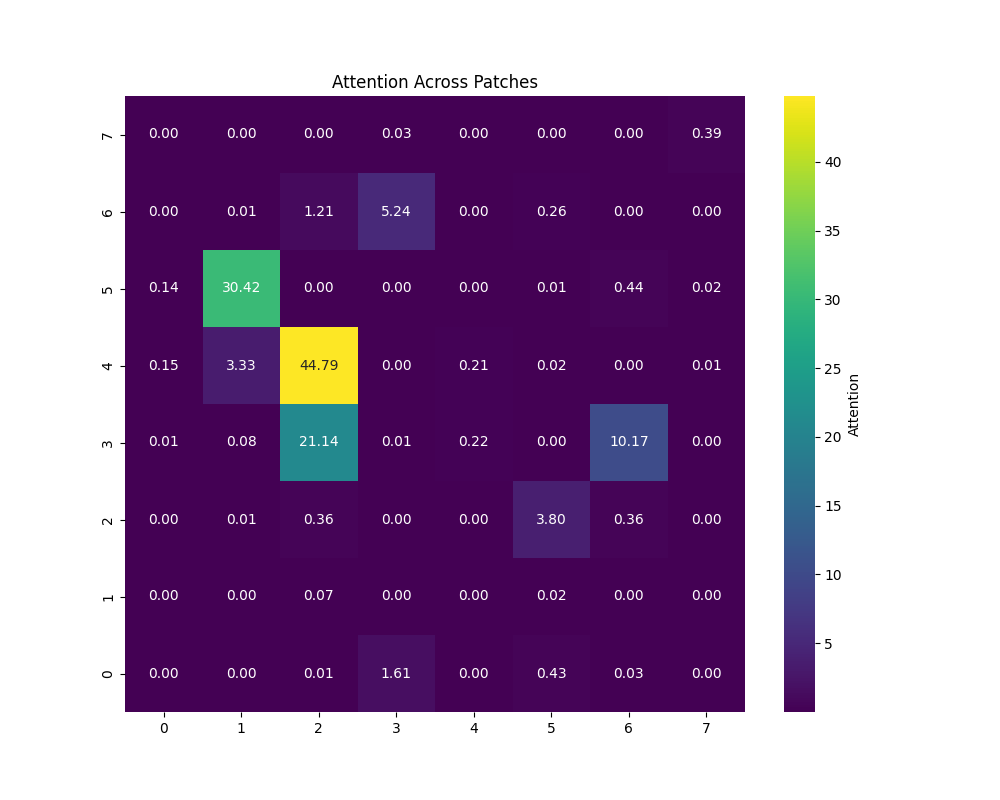 Attention Across Patches
7 0.00 0.00 0.00 0.03 0.00 0.00 0.00 0.39
6 0.00 0.01 1.21 5.24 0.00 0.26 0.00 0.00
5 0.14 30.42 0.00 0.00 0.00 0.01 0.44 0.02
4 0.15 3.33 44.79 0.00 0.21 0.02 0.00 0.01
3 0.01 0.08 21.14 0.01 0.22 0.00 10.17 0.00
2 0.00 0.01 0.36 0.00 0.00 3.80 0.36 0.00
1 0.00 0.00 0.07 0.00 0.00 0.02 0.00 0.00
0 0.00 0.00 0.01 1.61 0.00 0.43 0.03 0.00
0 1 2 3 4 5 6 7
40
35
30
25
20
15
10
5
Attention